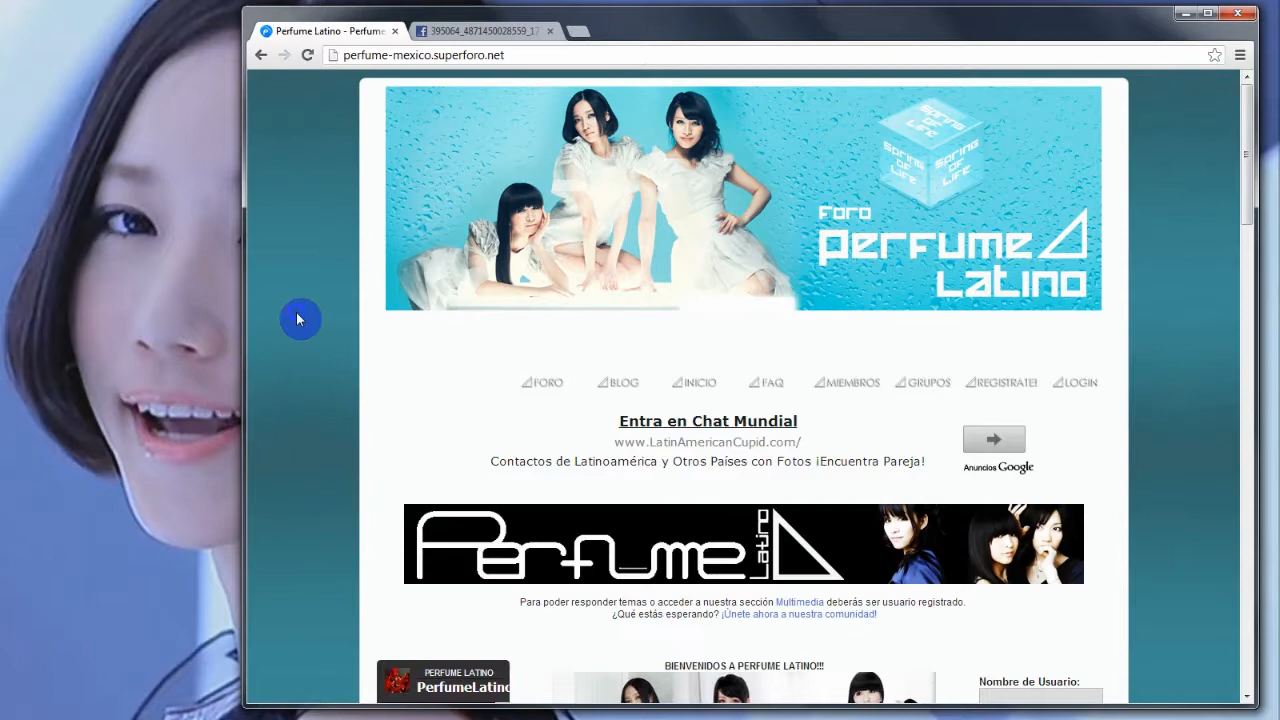 Perfume Latino - Perfume
395064_4871450028559_17
perfume-mexico.superforo.net
SPRING OF LIFE
SPRING OF LIFE
SPRING OF LIFE
Foro
Perfume
Latino
FORO BLOG INICIO FAQ MIEMBROS GRUPOS REGISTRATE! LOGIN
Entra en Chat Mundial
www.LatinAmericanCupid.com/
Contactos de Latinoamérica y Otros Países con Fotos ¡Encuentra Pareja!
Anuncios Google
Perfume Latino
Para poder responder temas o acceder a nuestra sección Multimedia deberás ser usuario registrado.
¿Qué estás esperando? ¡Únete ahora a nuestra comunidad!
BIENVENIDOS A PERFUME LATINO!!!
PERFUME LATINO
PerfumeLatino
Nombre de Usuario: